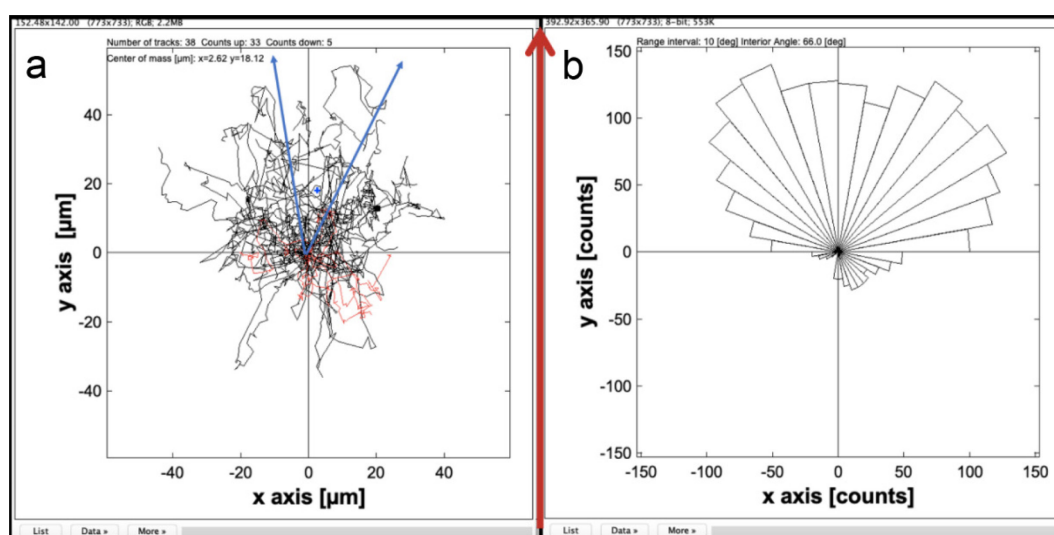 152.48x142.00 (773x733); RGB; 2.2MB
a
Number of tracks: 38 Counts up: 33 Counts down: 5
Center of mass [µm]: x=2.62 y=18.12
y axis [µm]
40
20
0
-20
-40
-40 -20 0 20 40
x axis [µm]
List Data » More »
392.92x365.90 (773x733); 8-bit; 553K
b
Range interval: 10 [deg] Interior Angle: 66.0 [deg]
y axis [counts]
150
100
50
0
-50
-100
-150
-150 -100 -50 0 50 100 150
x axis [counts]
List Data » More »